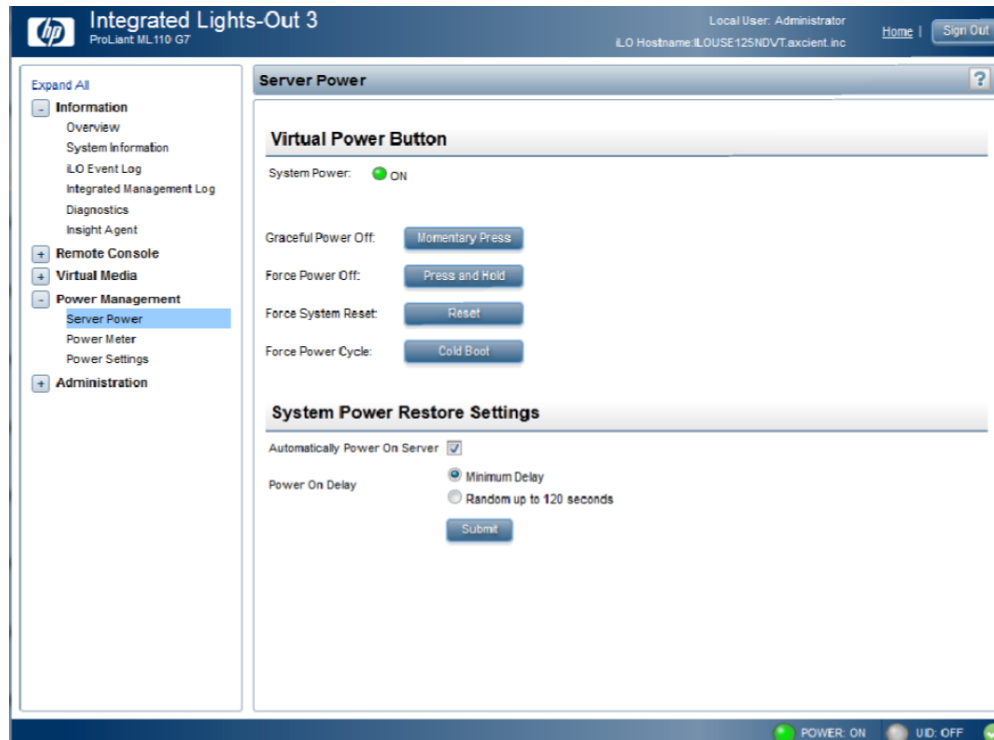 hp
Integrated Lights-Out 3
ProLiant ML110 G7
Local User: Administrator
iLO Hostname:ILOUSE125NDVT.axcient.inc
Home |
Sign Out
Expand All
Information
Overview
System Information
iLO Event Log
Integrated Management Log
Diagnostics
Insight Agent
Remote Console
Virtual Media
Power Management
Server Power
Power Meter
Power Settings
Administration
Server Power
?
Virtual Power Button
System Power: ON
Graceful Power Off: Momentary Press
Force Power Off: Press and Hold
Force System Reset: Reset
Force Power Cycle: Cold Boot
System Power Restore Settings
Automatically Power On Server
Power On Delay
Minimum Delay
Random up to 120 seconds
Submit
POWER: ON
UID: OFF